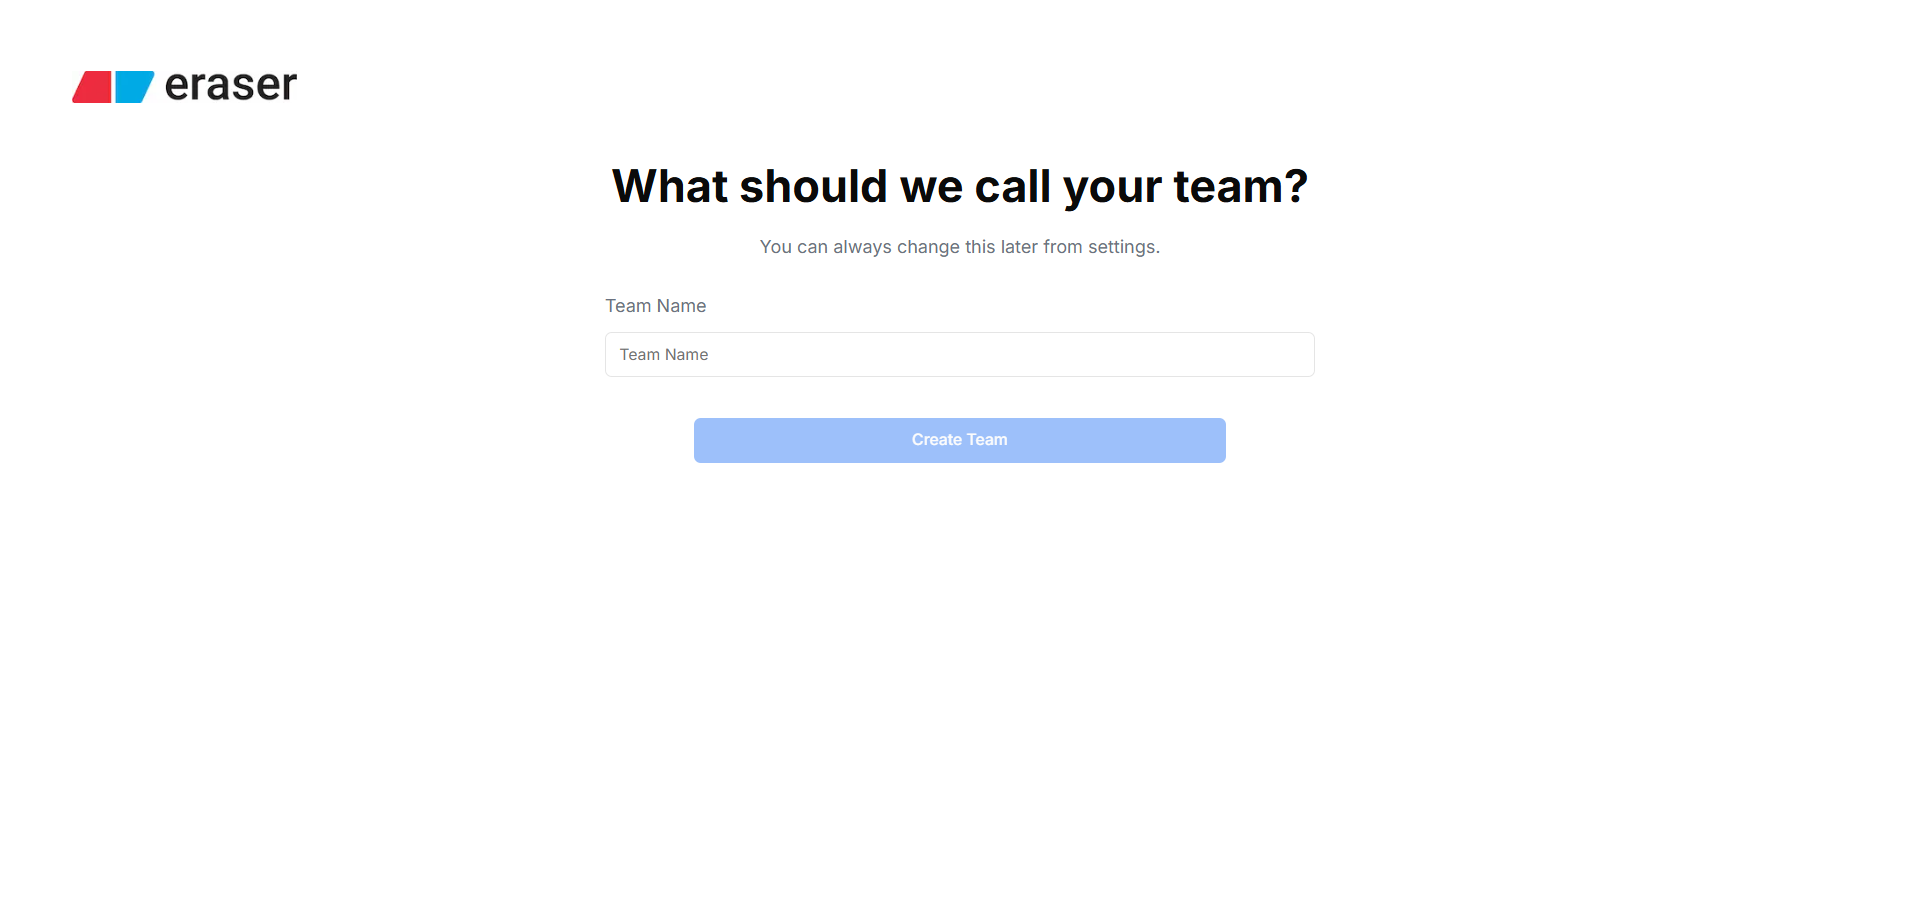 eraser
What should we call your team?
You can always change this later from settings.
Team Name
Team Name
Create Team